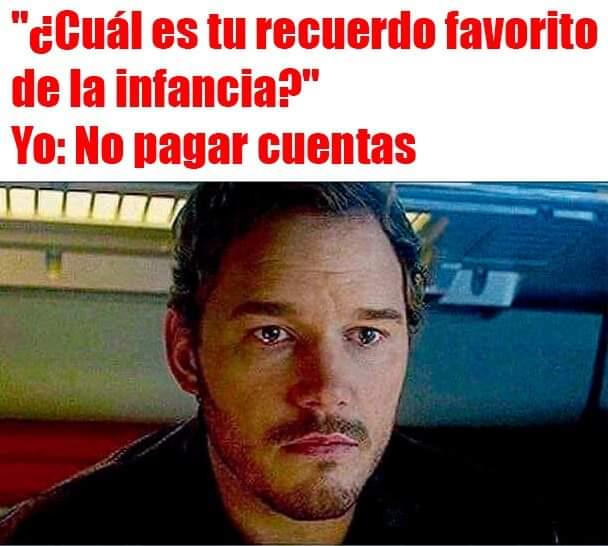 "¿Cuál es tu recuerdo favorito
de la infancia?"
Yo: No pagar cuentas